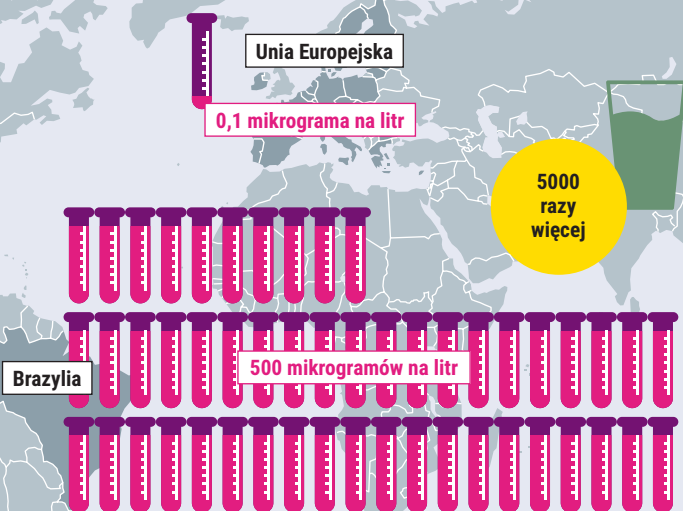 Unia Europejska
0,1 mikrograma na litr
5000
razy
więcej
500 mikrogramów na litr
Brazylia